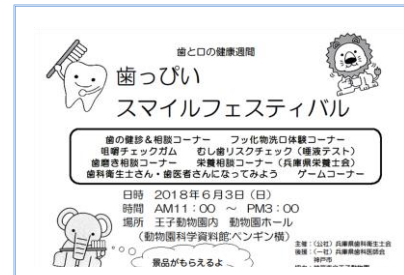 歯と口の健康週間
歯っぴい
スマイルフェスティバル
歯の健診&相談コーナー　フッ化物洗口体験コーナー
咀嚼チェックガム　むし歯リスクチェック（唾液テスト）
歯磨き相談コーナー　栄養相談コーナー（兵庫県栄養士会）
歯科衛生士さん・歯医者さんになってみよう　ゲームコーナー
日時　2018年6月3日（日）
時間　AM11：00　～　PM3：00
場所　王子動物園内　動物園ホール
（動物園科学資料館:ペンギン横）
景品がもらえるよ
主催：（公社）兵庫県歯科衛生士会
後援：（一社）兵庫県歯科医師会
神戸市